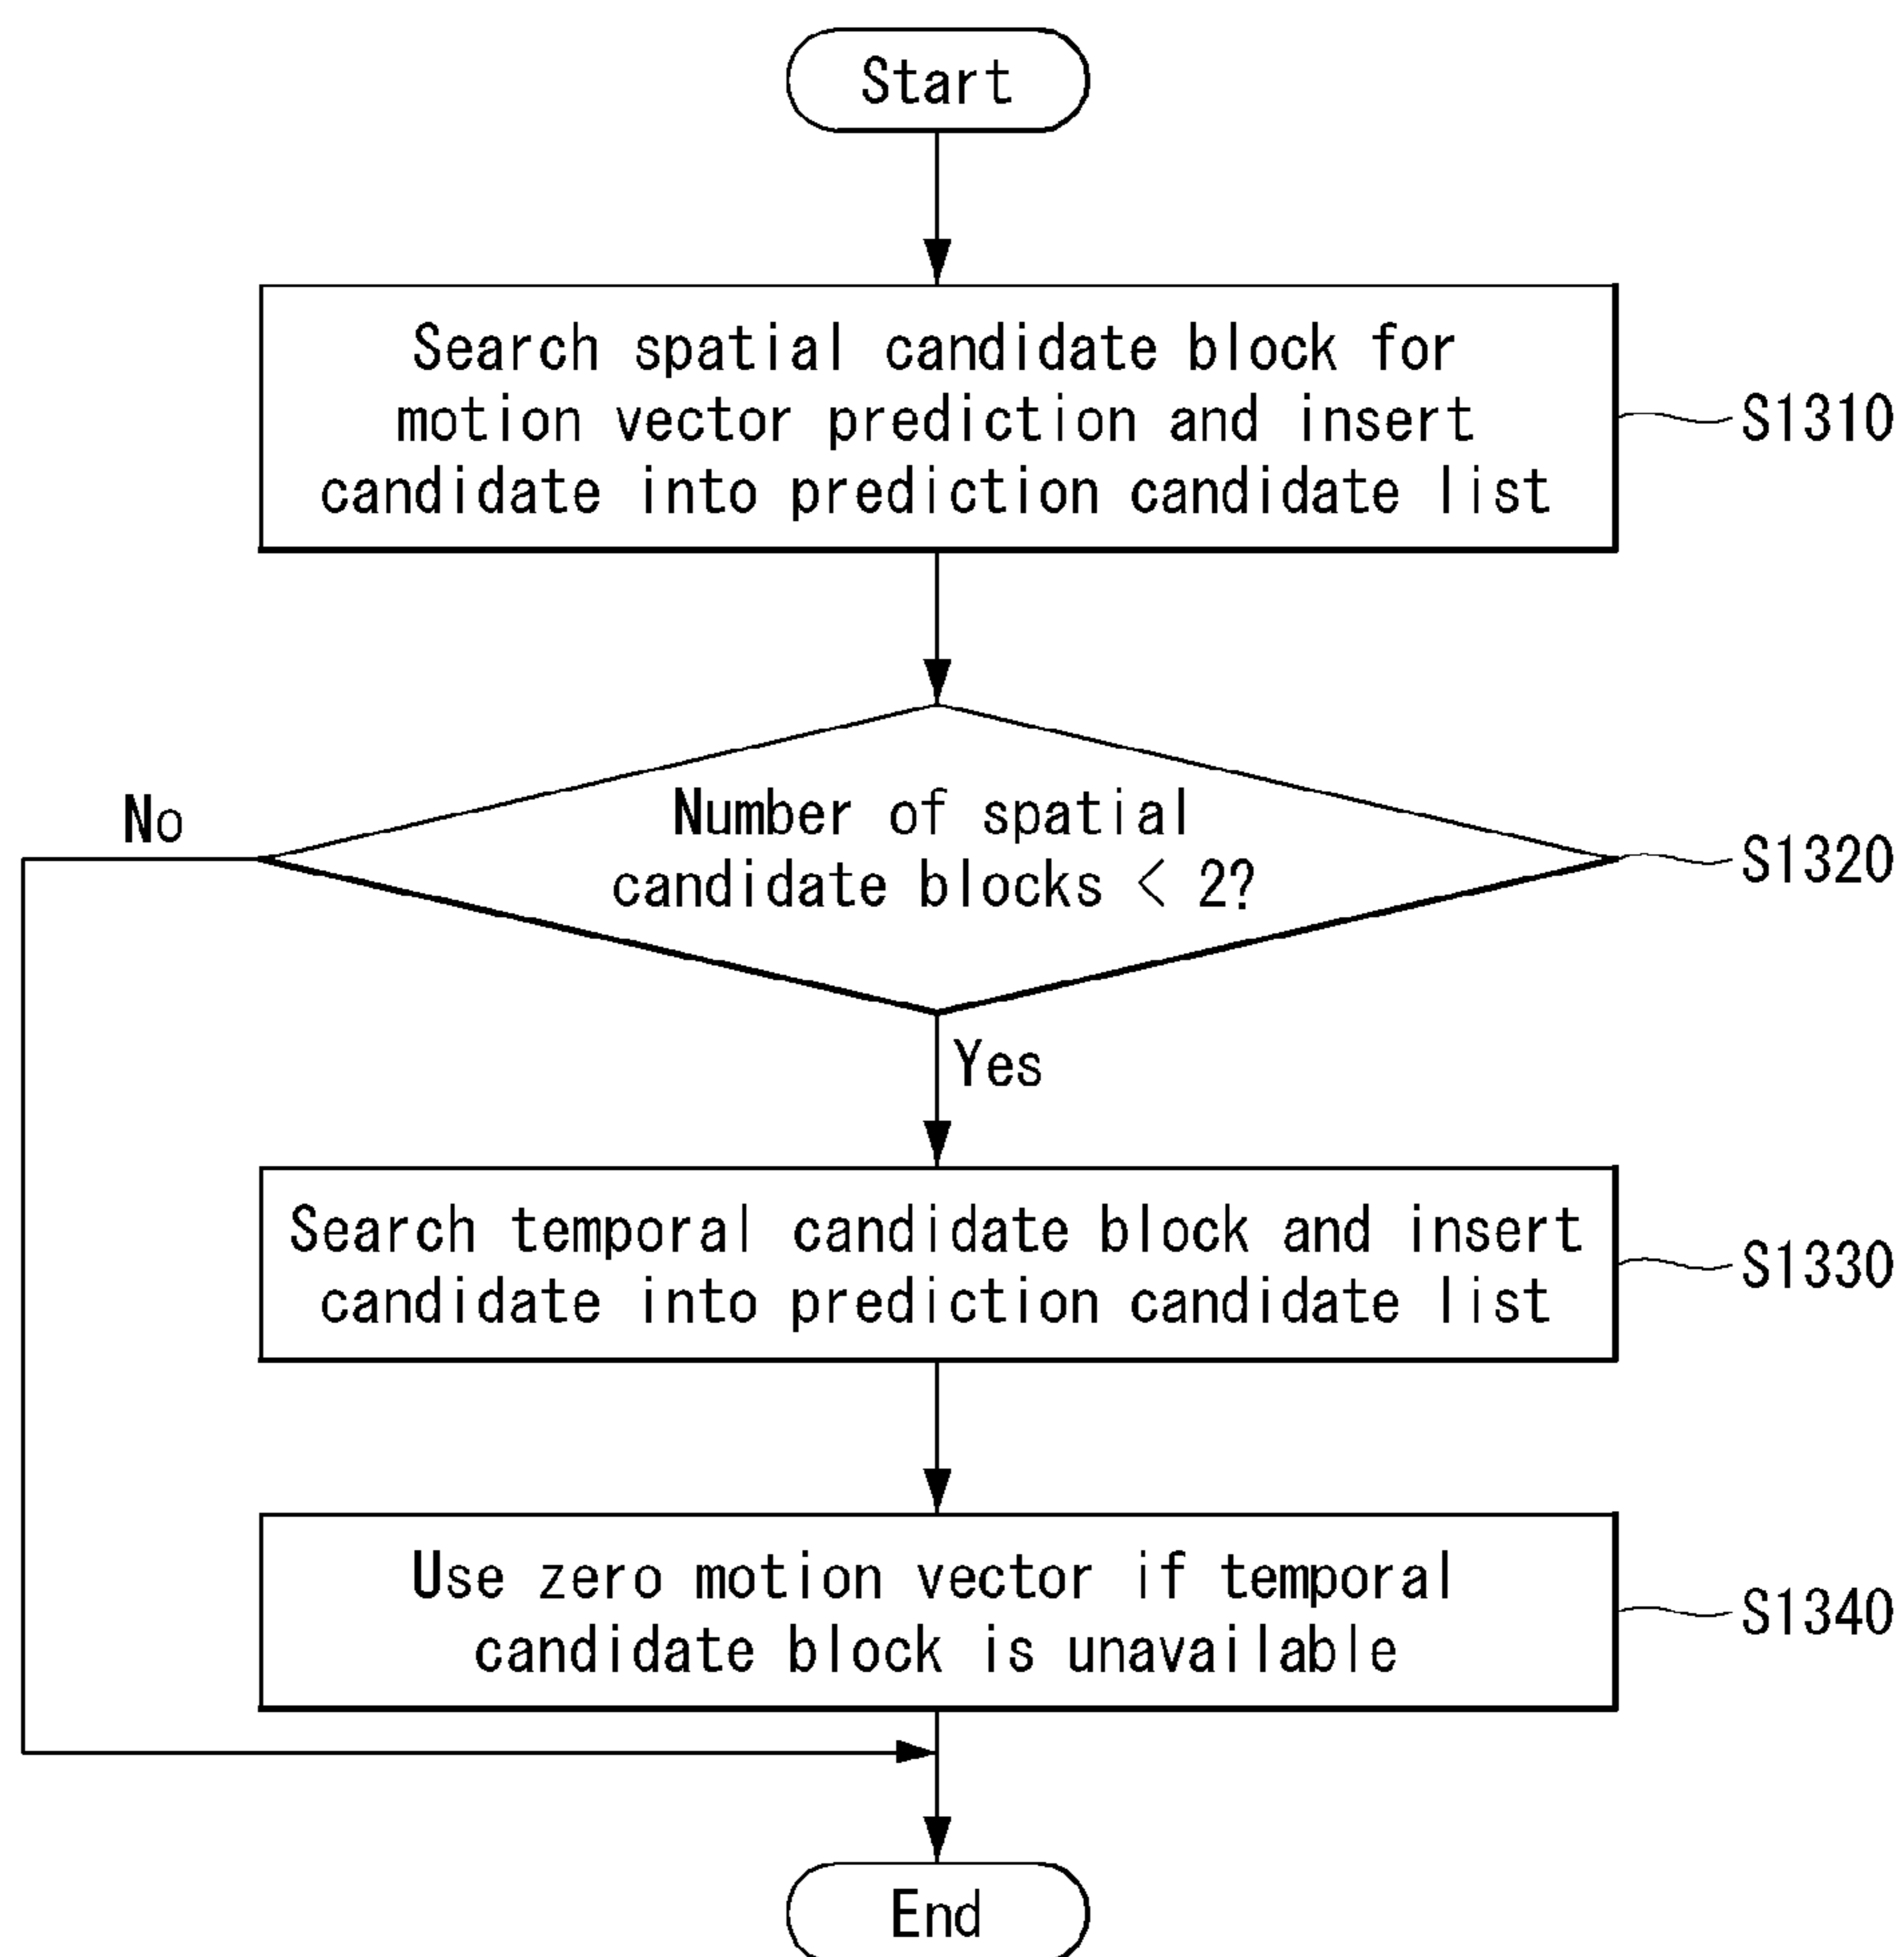 Start
Search spatial candidate block for
motion vector prediction and insert
candidate into prediction candidate list
S1310
No
Number of spatial
candidate blocks < 2?
S1320
Yes
Search temporal candidate block and insert
candidate into prediction candidate list
S1330
Use zero motion vector if temporal
candidate block is unavailable
S1340
End